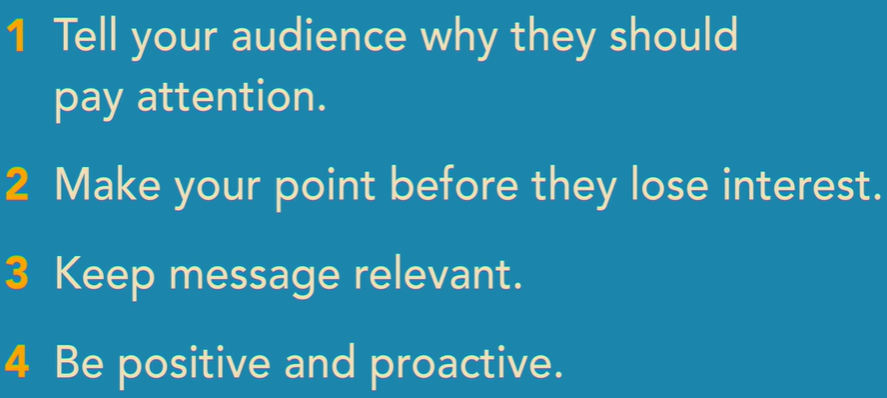 1 Tell your audience why they should
pay attention.
2 Make your point before they lose interest.
3 Keep message relevant.
4 Be positive and proactive.